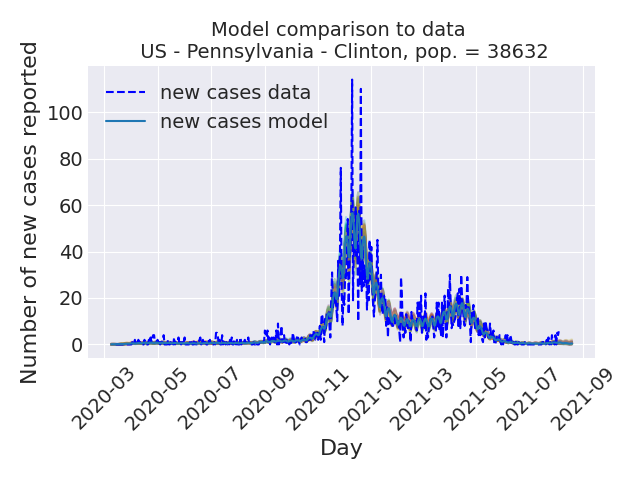 Model comparison to data
US - Pennsylvania - Clinton, pop. = 38632
Number of new cases reported
new cases data
new cases model
100
80
60
40
20
0
2020-03
2020-05
2020-07
2020-09
2020-11
2021-01
2021-03
2021-05
2021-07
2021-09
Day